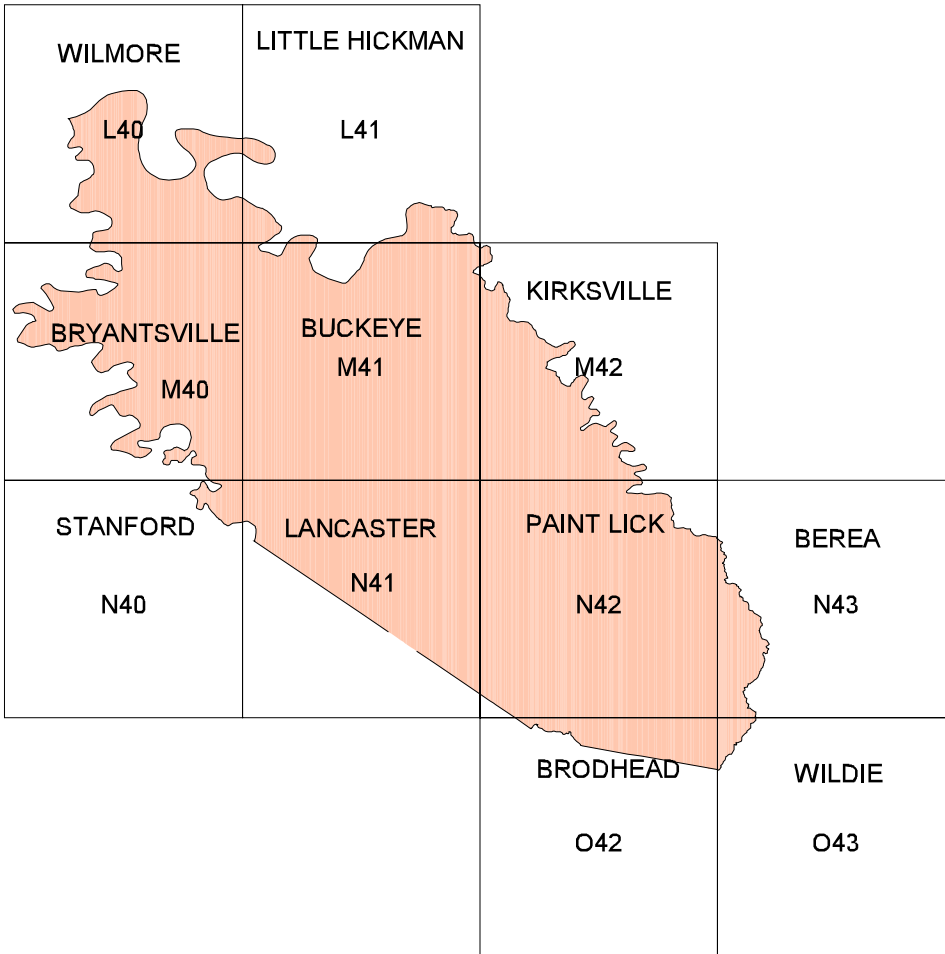 WILMORE
L40
LITTLE HICKMAN
L41
BRYANTSVILLE
M40
BUCKEYE
M41
KIRKSVILLE
M42
STANFORD
N40
LANCASTER
N41
PAINT LICK
N42
BEREA
N43
BRODHEAD
O42
WILDIE
O43